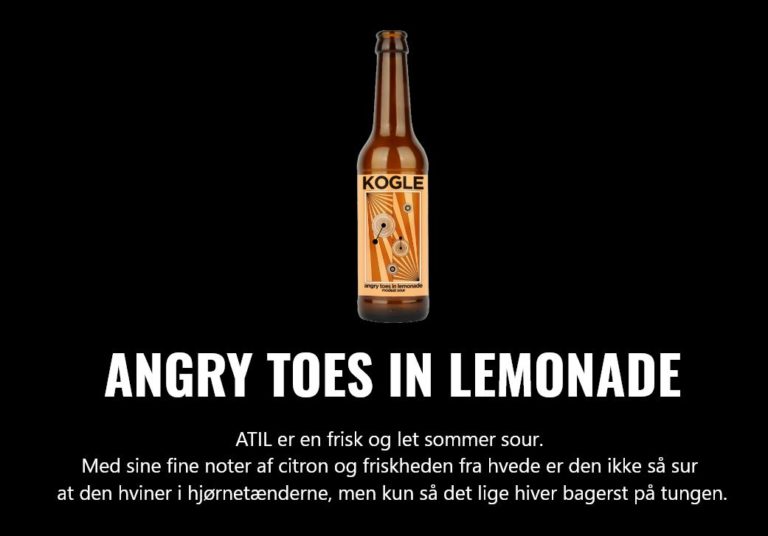 KOGLE
angry toes in lemonade
modest sour
ANGRY TOES IN LEMONADE
ATIL er en frisk og let sommer sour.
Med sine fine noter af citron og friskheden fra hvede er den ikke så sur
at den hviner i hjørnetænderne, men kun så det lige hiver bagerst på tungen.